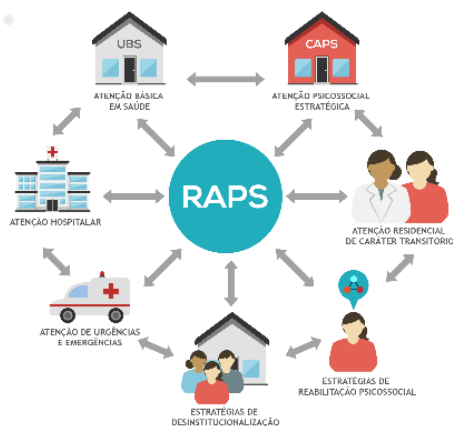 UBS
CAPS
ATENÇÃO BÁSICA
EM SAÚDE
ATENÇÃO PSICOSSOCIAL
ESTRATÉGICA
RAPS
ATENÇÃO HOSPITALAR
ATENÇÃO RESIDENCIAL
DE CARÁTER TRANSITÓRIO
ATENÇÃO DE URGÊNCIAS
E EMERGÊNCIAS
ESTRATÉGIAS DE
REABILITAÇÃO PSICOSSOCIAL
ESTRATÉGIAS DE
DESINSTITUCIONALIZAÇÃO